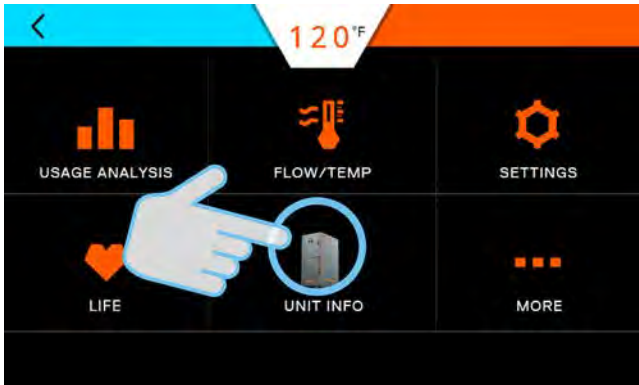 120°F
USAGE ANALYSIS
FLOW/TEMP
SETTINGS
LIFE
UNIT INFO
MORE